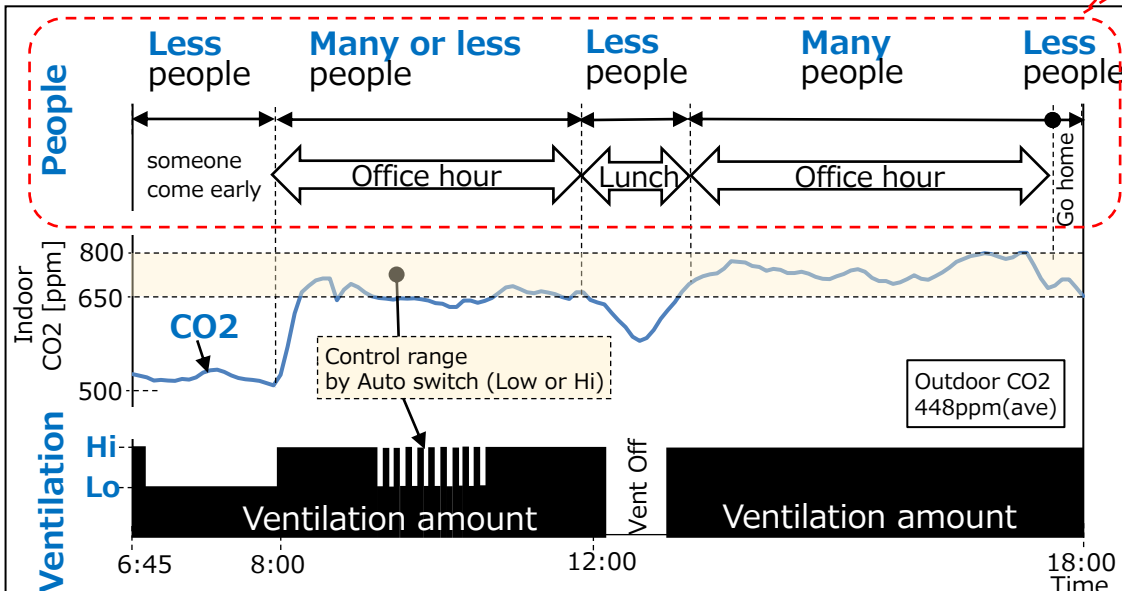 Less
people
Many or less
people
Less
people
Many
people
Less
people
People
someone
come early
Office hour
Lunch
Office hour
Go home
Indoor
CO2 [ppm]
800
650
500
CO2
Control range
by Auto switch (Low or Hi)
Outdoor CO2
448ppm(ave)
Ventilation
Hi
Lo
Ventilation amount
Vent Off
Ventilation amount
6:45
8:00
12:00
18:00
Time